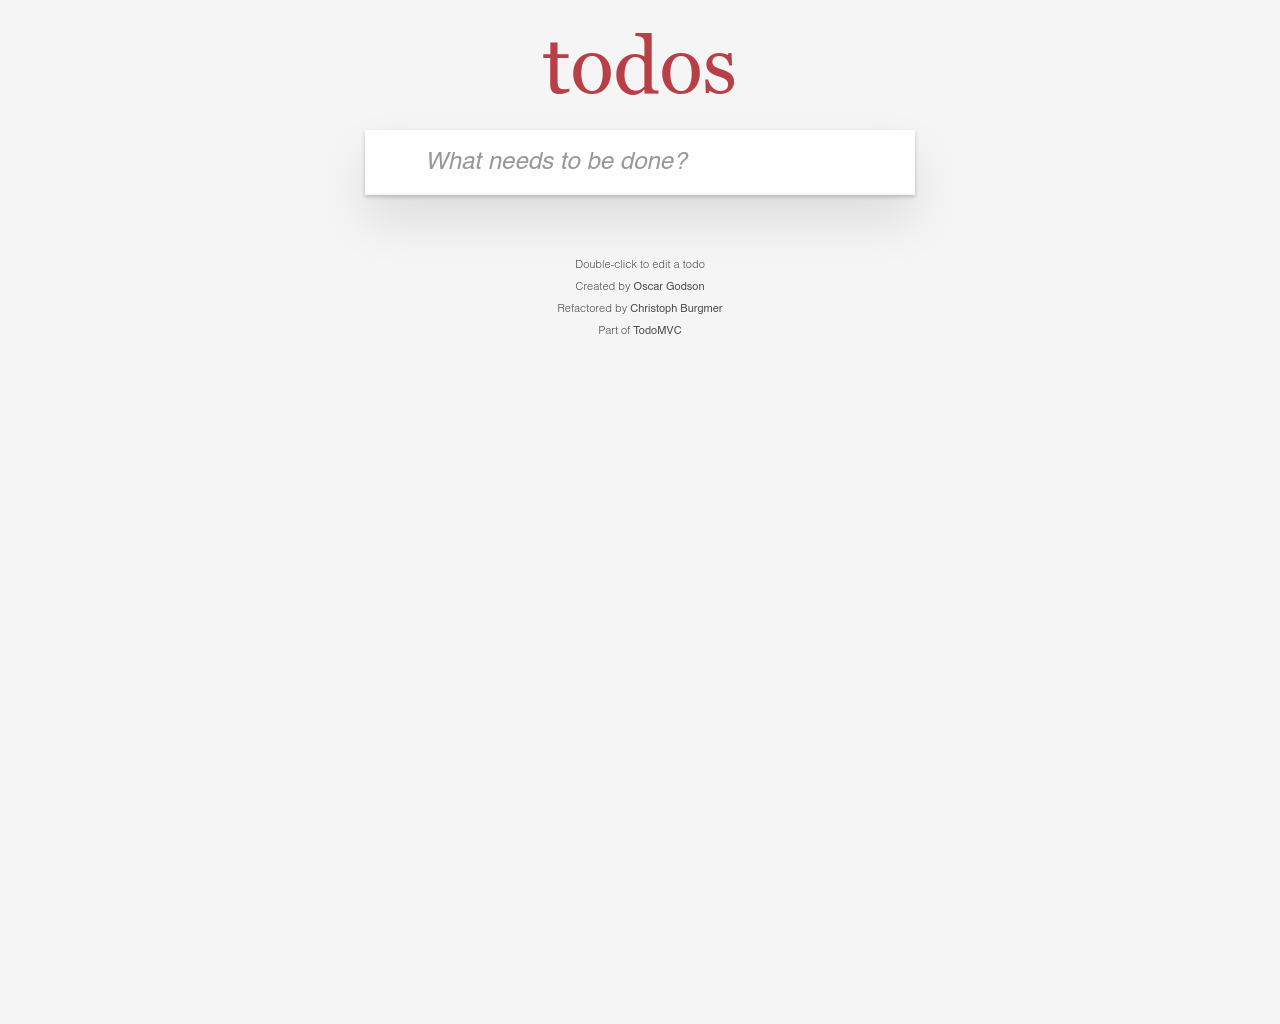 todos
What needs to be done?
Double-click to edit a todo
Created by Oscar Godson
Refactored by Christoph Burgmer
Part of TodoMVC